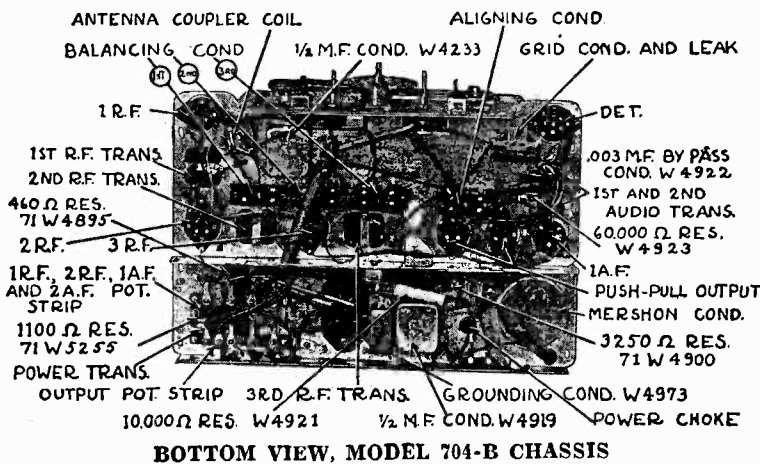 ANTENNA COUPLER COIL
ALIGNING COND.
BALANCING COND
1/2 M.F. COND. W4233
GRID COND. AND LEAK
1ST
2ND
3RD
1 R.F.
DET.
1ST R.F. TRANS.
2ND R.F. TRANS.
460 Ω RES.
71 W 4895
2 R.F.
3 R.F.
.003 M.F. BY PASS
COND. W 4922
1ST AND 2ND
AUDIO TRANS.
60,000 Ω RES.
W 4923
1 R.F., 2 R.F., 1 A.F.
AND 2 A.F. POT.
STRIP
1 A.F.
PUSH-PULL OUTPUT
MERSHON COND.
1100 Ω RES.
71 W 5255
3250 Ω RES.
71 W 4900
POWER TRANS.
OUTPUT POT. STRIP
3RD R.F. TRANS.
GROUNDING COND. W4973
10,000 Ω RES. W4921
1/2 M.F. COND. W4919
POWER CHOKE
BOTTOM VIEW, MODEL 704-B CHASSIS